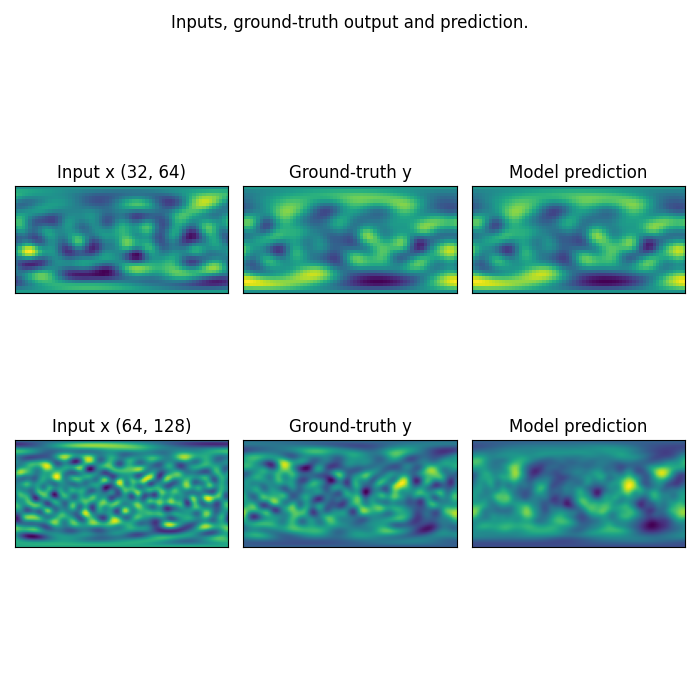 Inputs, ground-truth output and prediction.
Input x (32, 64)
Ground-truth y
Model prediction
Input x (64, 128)
Ground-truth y
Model prediction